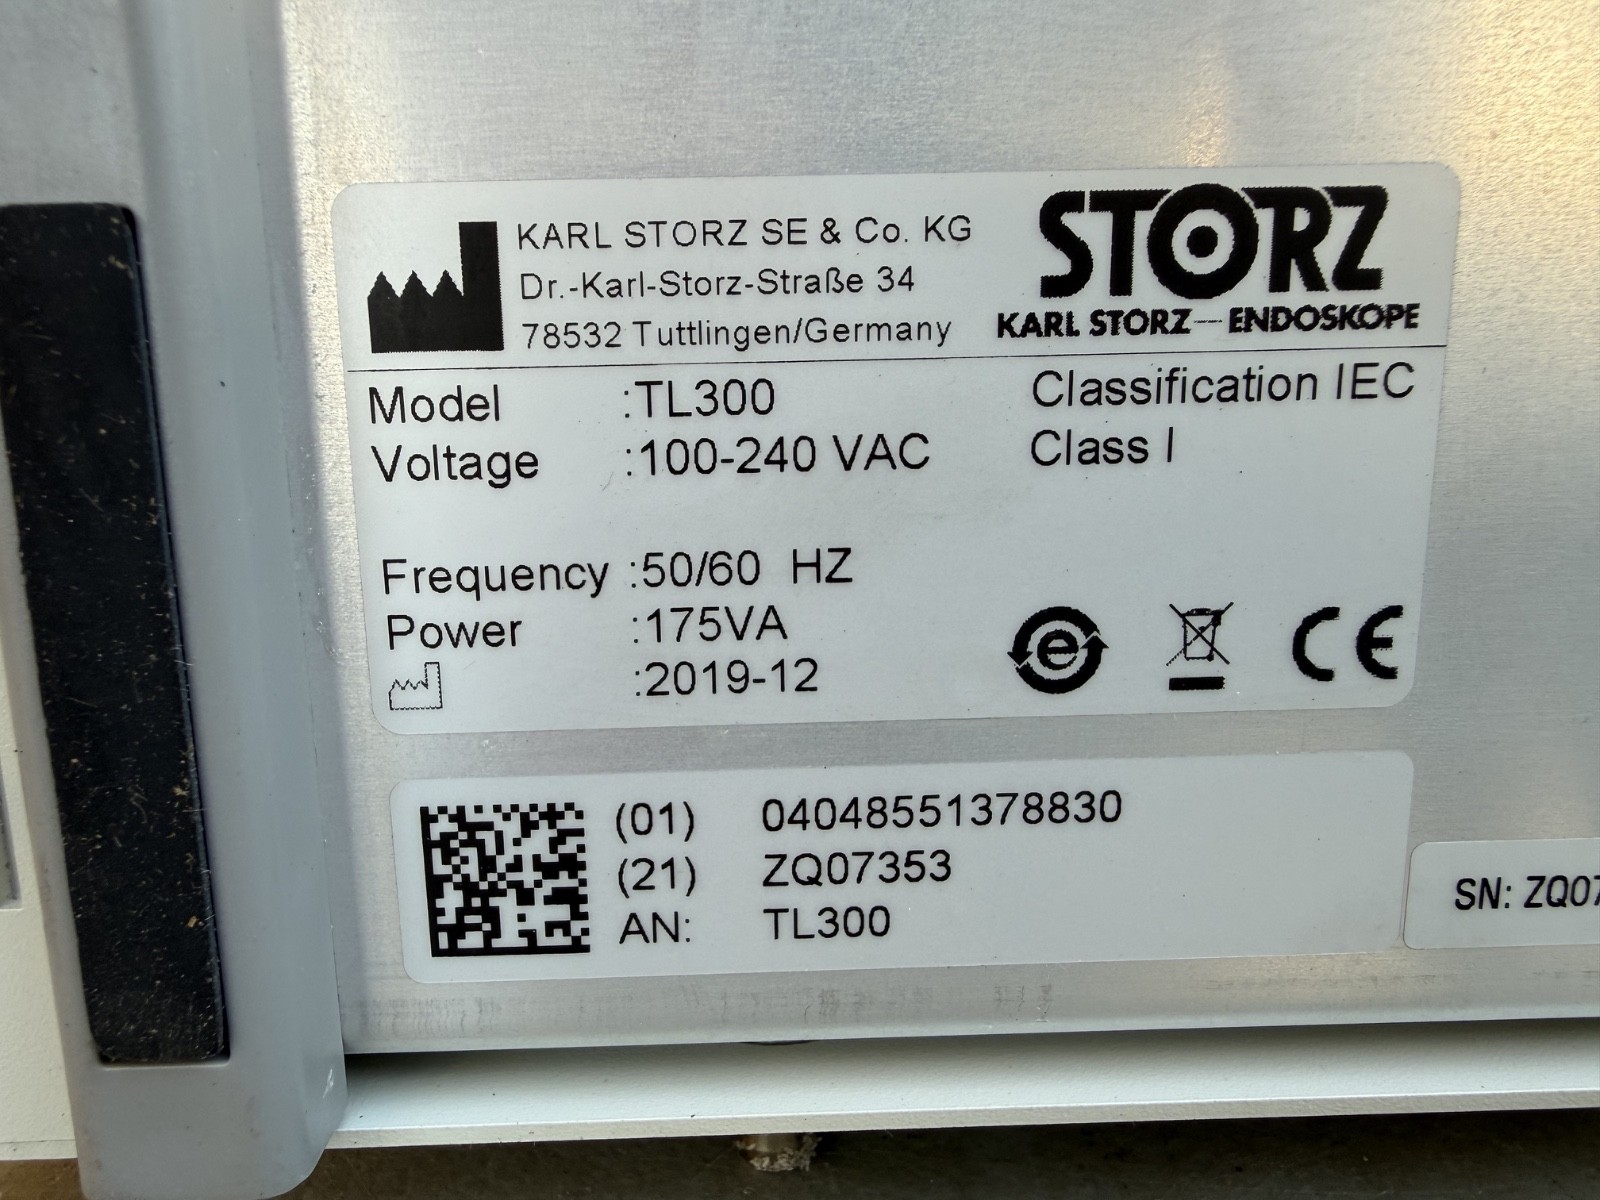 KARL STORZ SE & Co. KG
Dr.-Karl-Storz-Straße 34
78532 Tuttlingen/Germany
STORZ
KARL STORZ—ENDOSKOPE
Model :TL300
Classification IEC
Voltage :100-240 VAC
Class I
Frequency :50/60 HZ
Power :175VA
:2019-12
CE
(01) 04048551378830
(21) ZQ07353
AN: TL300
SN: ZQ07